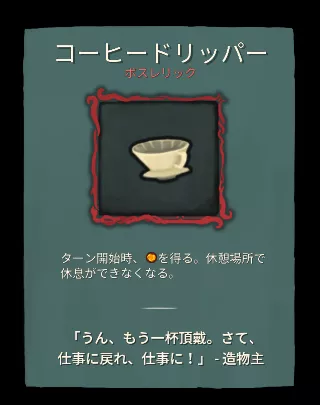 コーヒードリッパー
ボスレリック
ターン開始時、を得る。休憩場所で
休息ができなくなる。
「うん、もう一杯頂戴。さて、
仕事に戻れ、仕事に！」 - 造物主